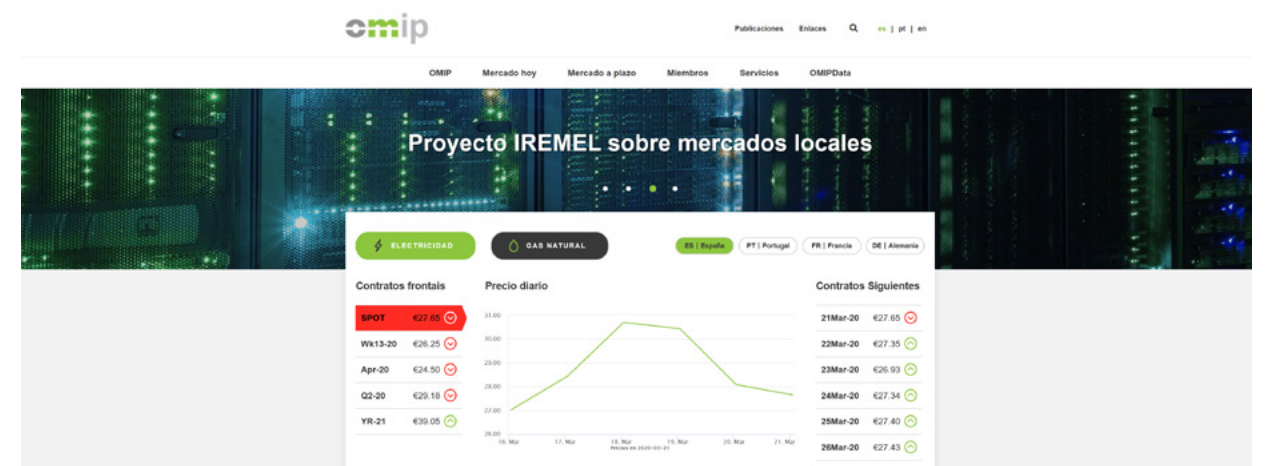 omip
Publicaciones Enlaces es | pt | en
OMIP Mercado hoy Mercado a plazo Miembros Servicios OMIPData
Proyecto IREMEL sobre mercados locales
ELECTRICIDAD GAS NATURAL ES | España PT | Portugal FR | Francia DE | Alemania
Contratos frontais Precio diario Contratos Siguientes
SPOT €27.65
Wk13-20 €26.25
Apr-20 €24.50
Q2-20 €29.18
YR-21 €39.05
31.00
30.00
29.00
28.00
27.00
26.00
16. Mar 17. Mar 18. Mar 19. Mar 20. Mar 21. Mar
Precios en 2020-03-21
21Mar-20 €27.65
22Mar-20 €27.35
23Mar-20 €26.93
24Mar-20 €27.34
25Mar-20 €27.40
26Mar-20 €27.43